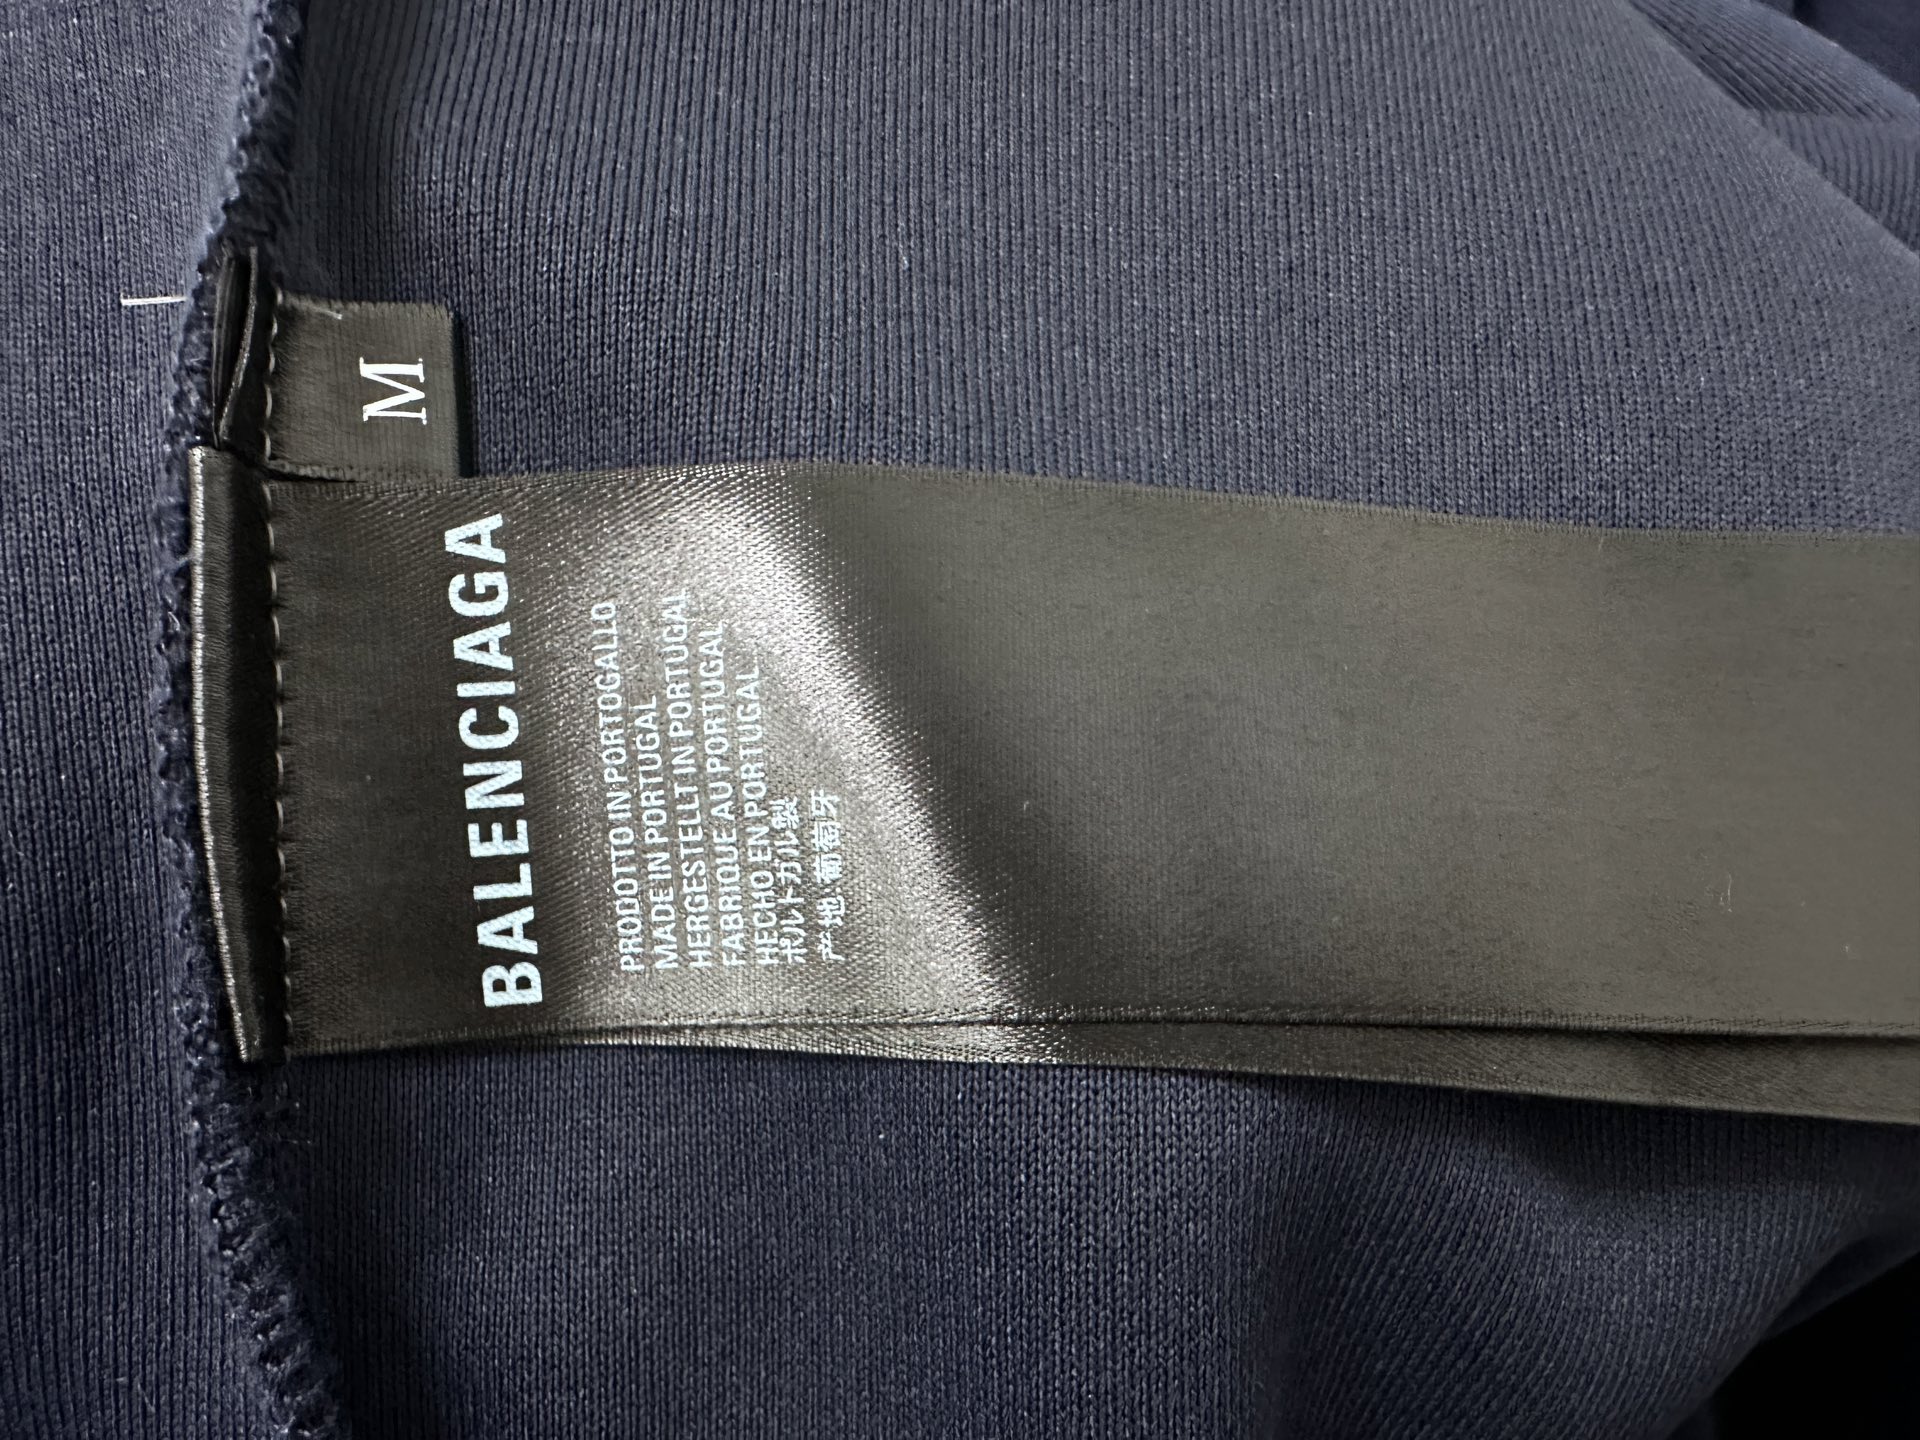 M
BALENCIAGA
PRODOTTO IN PORTOGALLO
MADE IN PORTUGAL
HERGESTELLT IN PORTUGAL
FABRIQUE AU PORTUGAL
HECHO EN PORTUGAL
ポルトガル製
产地:葡萄牙